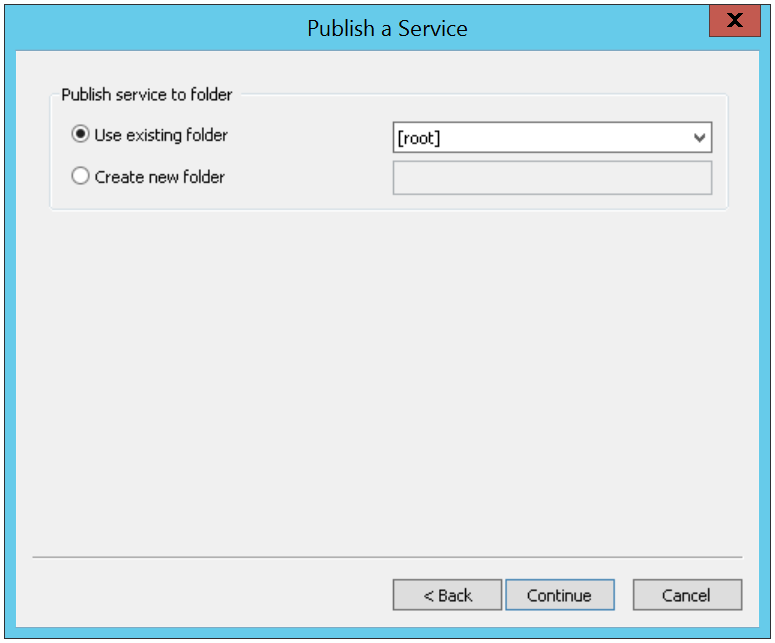 Publish a Service
X
Publish service to folder
Use existing folder
[root]
Create new folder
< Back
Continue
Cancel